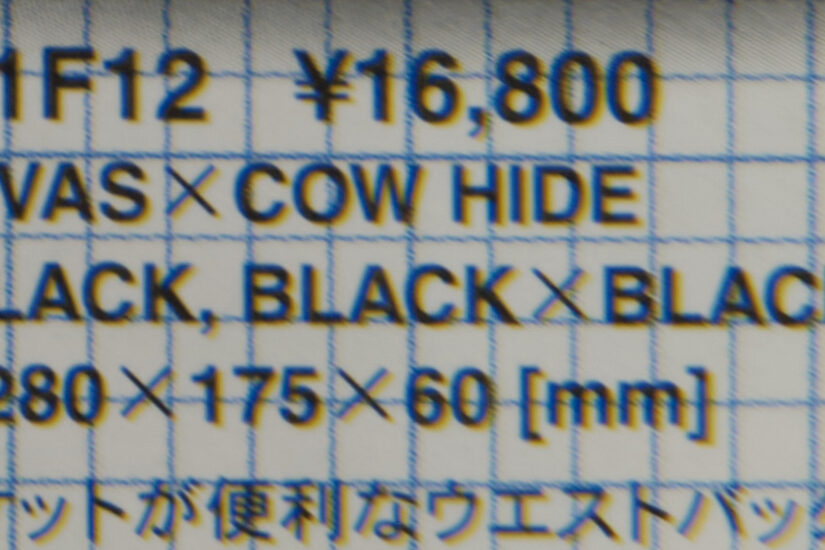 1F12 ¥16,800
VAS×COW HIDE
LACK, BLACK×BLAC
280×175×60 [mm]
ットが便利なウエストバッ